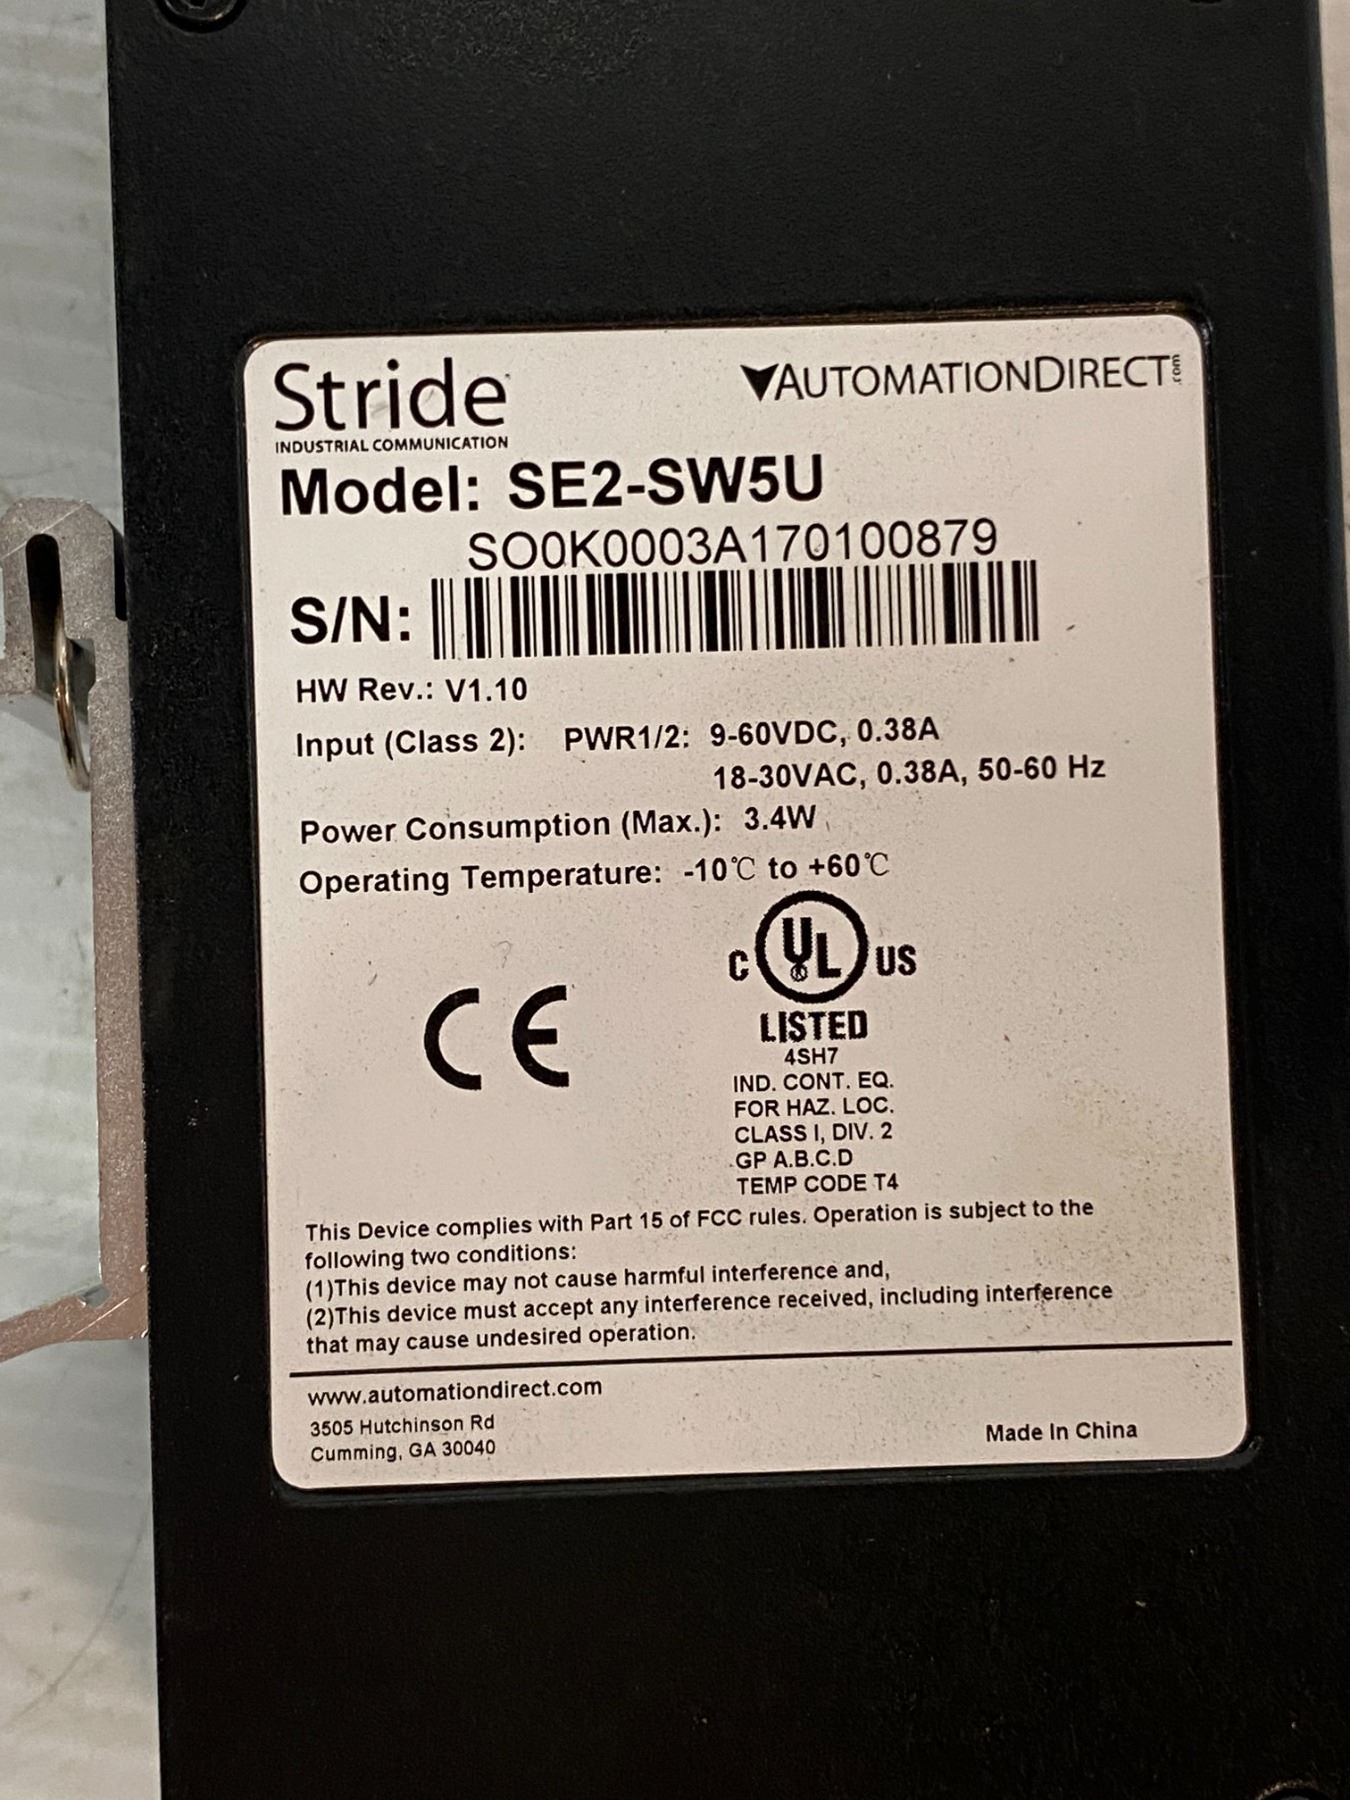 Stride
AUTOMATIONDIRECT.com
INDUSTRIAL COMMUNICATION
Model: SE2-SW5U
SO0K0003A170100879
S/N:
HW Rev.: V1.10
Input (Class 2): PWR1/2: 9-60VDC, 0.38A
18-30VAC, 0.38A, 50-60 Hz
Power Consumption (Max.): 3.4W
Operating Temperature: -10℃ to +60℃
CE
C UL US
LISTED
4SH7
IND. CONT. EQ.
FOR HAZ. LOC.
CLASS I, DIV. 2
GP A.B.C.D
TEMP CODE T4
This Device complies with Part 15 of FCC rules. Operation is subject to the
following two conditions:
(1)This device may not cause harmful interference and,
(2)This device must accept any interference received, including interference
that may cause undesired operation.
www.automationdirect.com
3505 Hutchinson Rd
Cumming, GA 30040
Made In China